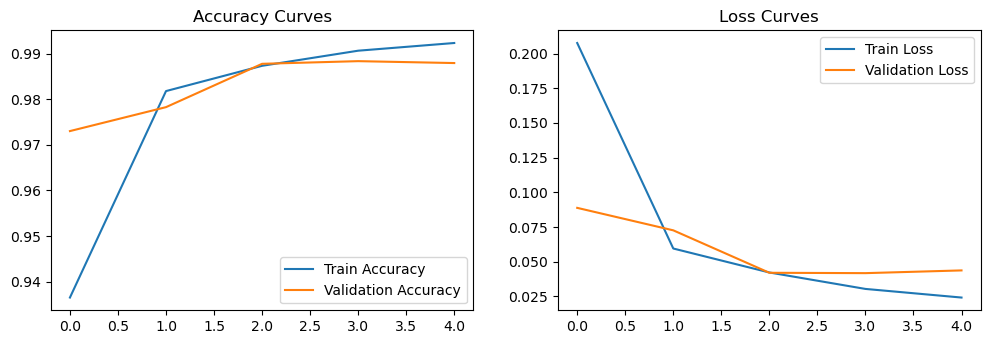 Accuracy Curves
0.99
0.98
0.97
0.96
0.95
0.94
Train Accuracy
Validation Accuracy
0.0 0.5 1.0 1.5 2.0 2.5 3.0 3.5 4.0
Loss Curves
0.200
0.175
0.150
0.125
0.100
0.075
0.050
0.025
Train Loss
Validation Loss
0.0 0.5 1.0 1.5 2.0 2.5 3.0 3.5 4.0